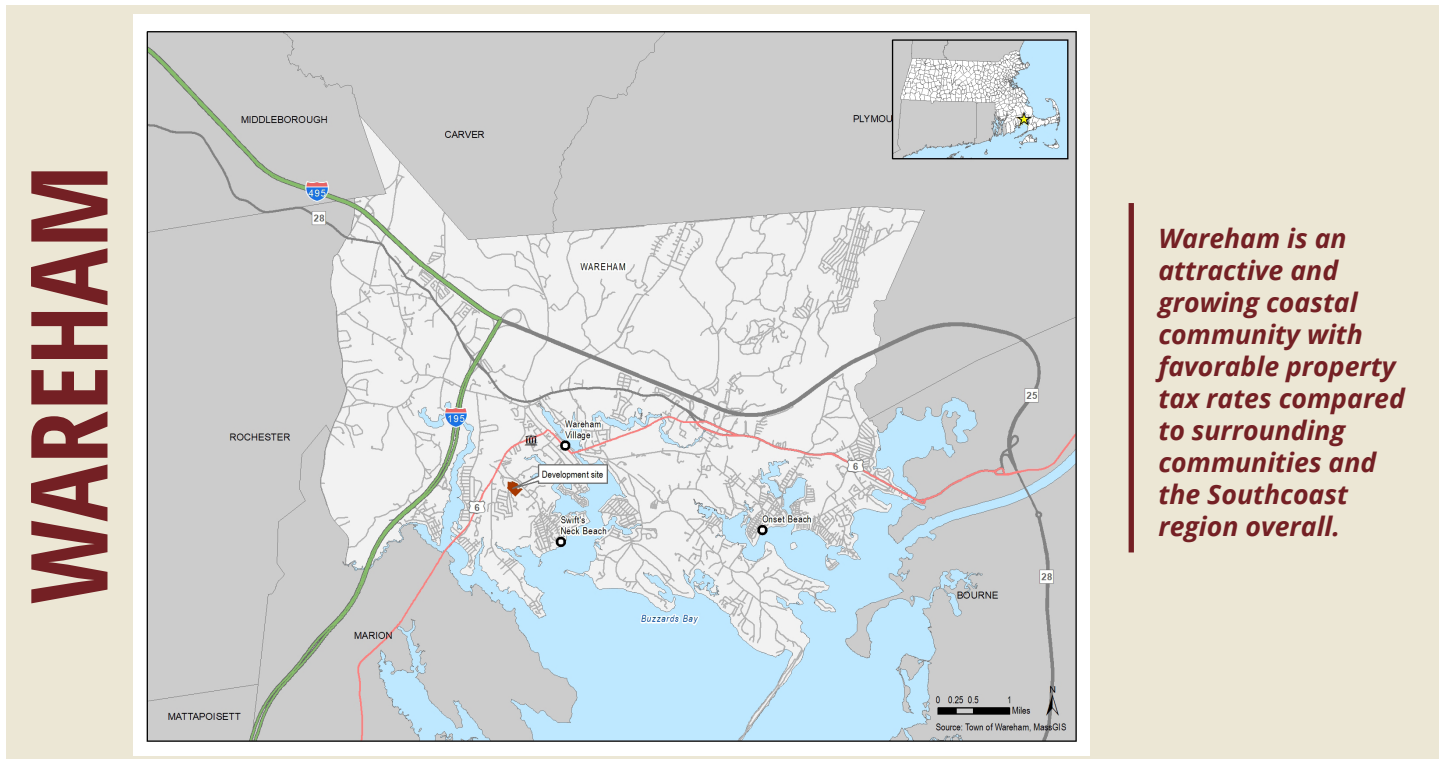 WAREHAM
MIDDLEBOROUGH
CARVER
PLYMOU
495
28
WAREHAM
25
195
ROCHESTER
Wareham
Village
6
Development site
6
Swift's
Neck Beach
Onset Beach
28
BOURNE
Buzzards Bay
MARION
MATTAPOISETT
N
0 0.25 0.5 1
Miles
Source: Town of Wareham, MassGIS
Wareham is an
attractive and
growing coastal
community with
favorable property
tax rates compared
to surrounding
communities and
the Southcoast
region overall.